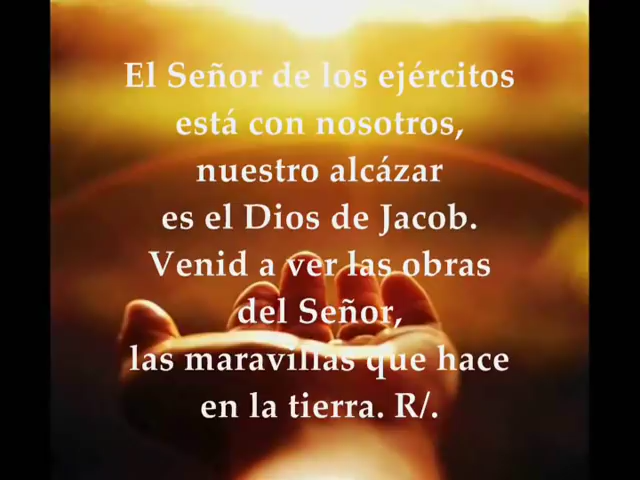 El Señor de los ejércitos
está con nosotros,
nuestro alcázar
es el Dios de Jacob.
Venid a ver las obras
del Señor,
las maravillas que hace
en la tierra. R/.